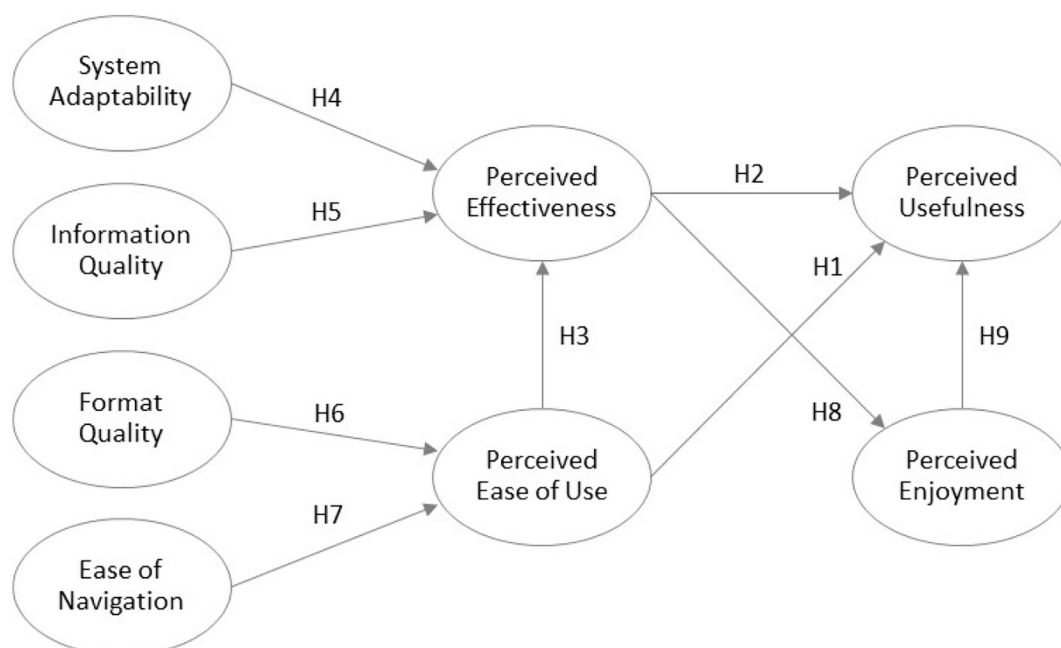 System
Adaptability
H4
Information
Quality
H5
Format
Quality
H6
Ease of
Navigation
H7
Perceived
Effectiveness
H3
Perceived
Ease of Use
H2
H1
H8
Perceived
Usefulness
H9
Perceived
Enjoyment